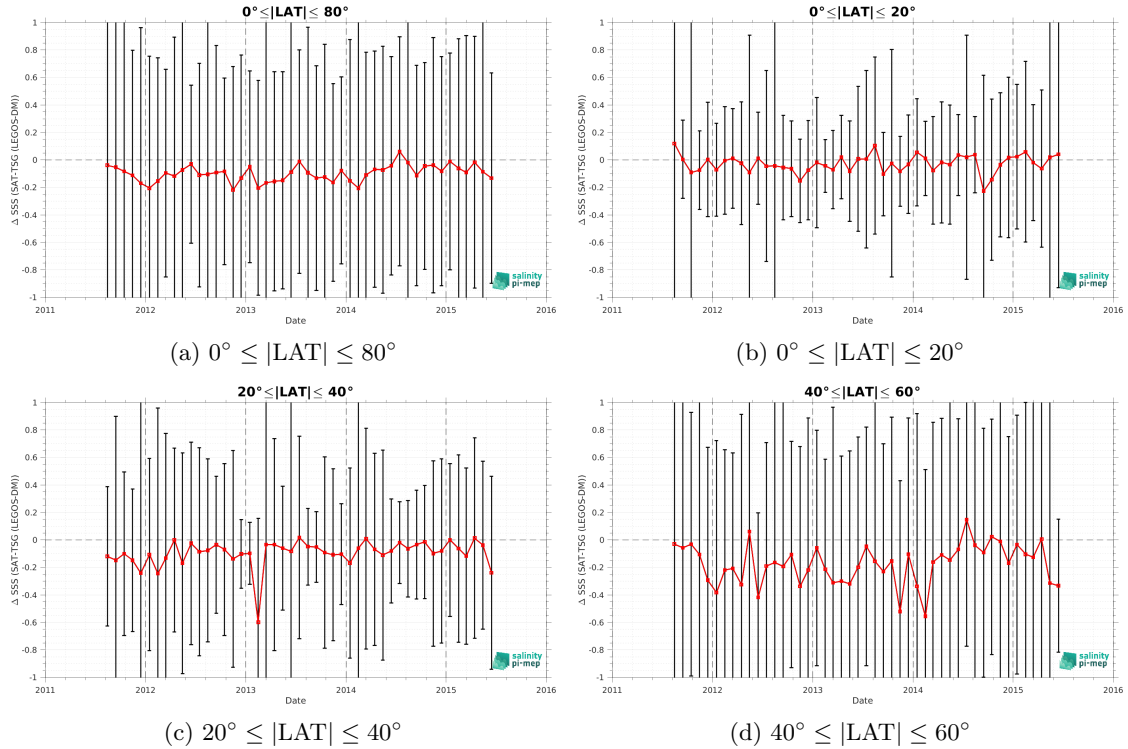 0°≤|LAT|≤ 80°
Δ SSS (SAT-TSG (LEGOS-DM))
1
0.8
0.6
0.4
0.2
0
-0.2
-0.4
-0.6
-0.8
-1
2011 2012 2013 2014 2015 2016
Date
salinity
pi-mep
(a) 0° ≤ |LAT| ≤ 80°
0°≤|LAT|≤ 20°
Δ SSS (SAT-TSG (LEGOS-DM))
1
0.8
0.6
0.4
0.2
0
-0.2
-0.4
-0.6
-0.8
-1
2011 2012 2013 2014 2015 2016
Date
salinity
pi-mep
(b) 0° ≤ |LAT| ≤ 20°
20°≤|LAT|≤ 40°
Δ SSS (SAT-TSG (LEGOS-DM))
1
0.8
0.6
0.4
0.2
0
-0.2
-0.4
-0.6
-0.8
-1
2011 2012 2013 2014 2015 2016
Date
salinity
pi-mep
(c) 20° ≤ |LAT| ≤ 40°
40°≤|LAT|≤ 60°
Δ SSS (SAT-TSG (LEGOS-DM))
1
0.8
0.6
0.4
0.2
0
-0.2
-0.4
-0.6
-0.8
-1
2011 2012 2013 2014 2015 2016
Date
salinity
pi-mep
(d) 40° ≤ |LAT| ≤ 60°